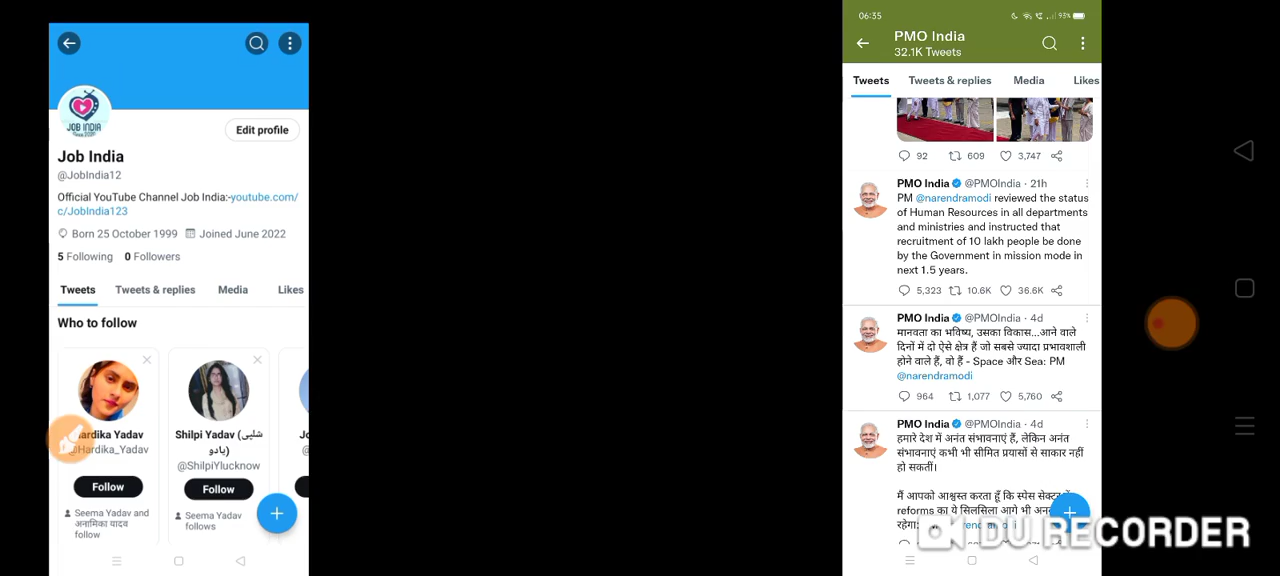 JOB INDIA
Edit profile
Job India
@JobIndia12
Official YouTube Channel Job India:-youtube.com/
c/JobIndia123
Born 25 October 1999 Joined June 2022
5 Following 0 Followers
Tweets Tweets & replies Media Likes
Who to follow
Hardika Yadav
@Hardika_Yadav
Follow
Seema Yadav and
अनामिका यादव
follow
Shilpi Yadav (شلپی
یادو)
@ShilpiYlucknow
Follow
Seema Yadav
follows
06:35
93%
PMO India
32.1K Tweets
Tweets Tweets & replies Media Likes
92 609 3,747
PMO India @PMOIndia · 21h
PM @narendramodi reviewed the status
of Human Resources in all departments
and ministries and instructed that
recruitment of 10 lakh people be done
by the Government in mission mode in
next 1.5 years.
5,323 10.6K 36.6K
PMO India @PMOIndia · 4d
मानवता का भविष्य, उसका विकास...आने वाले
दिनों में दो ऐसे क्षेत्र हैं जो सबसे ज्यादा प्रभावशाली
होने वाले हैं, वो हैं - Space और Sea: PM
@narendramodi
964 1,077 5,760
PMO India @PMOIndia · 4d
हमारे देश में अनंत संभावनाएं हैं, लेकिन अनंत
संभावनाएं कभी भी सीमित प्रयासों से साकार नहीं
हो सकतीं।
मैं आपको आश्वस्त करता हूँ कि स्पेस सेक्टर में
reforms का ये सिलसिला आगे भी
रहेगा:
DU RECORDER